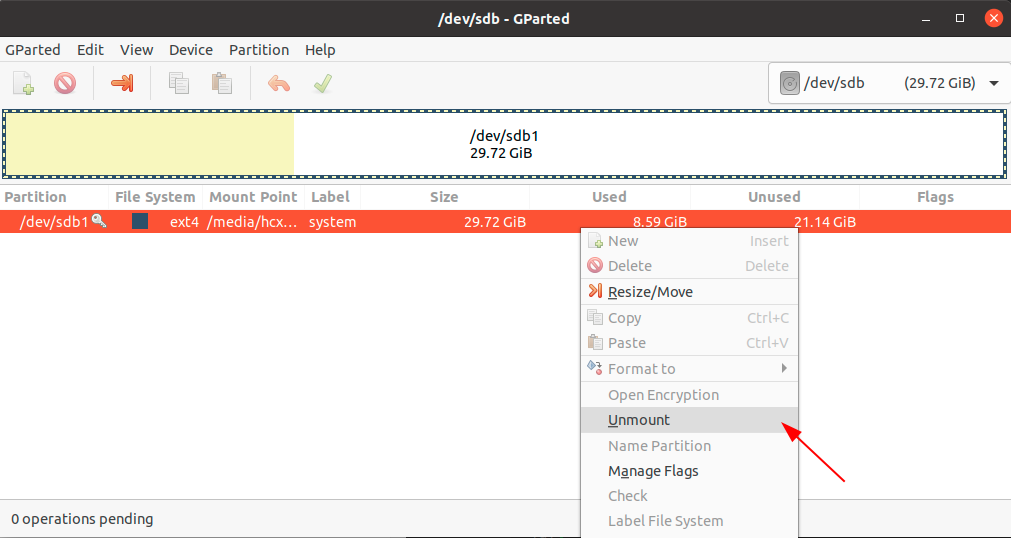 /dev/sdb - GParted
GParted Edit View Device Partition Help
/dev/sdb (29.72 GiB)
/dev/sdb1
29.72 GiB
Partition File System Mount Point Label Size Used Unused Flags
/dev/sdb1 ext4 /media/hcx... system 29.72 GiB 8.59 GiB 21.14 GiB
New Insert
Delete Delete
Resize/Move
Copy Ctrl+C
Paste Ctrl+V
Format to
Open Encryption
Unmount
Name Partition
Manage Flags
Check
Label File System
0 operations pending